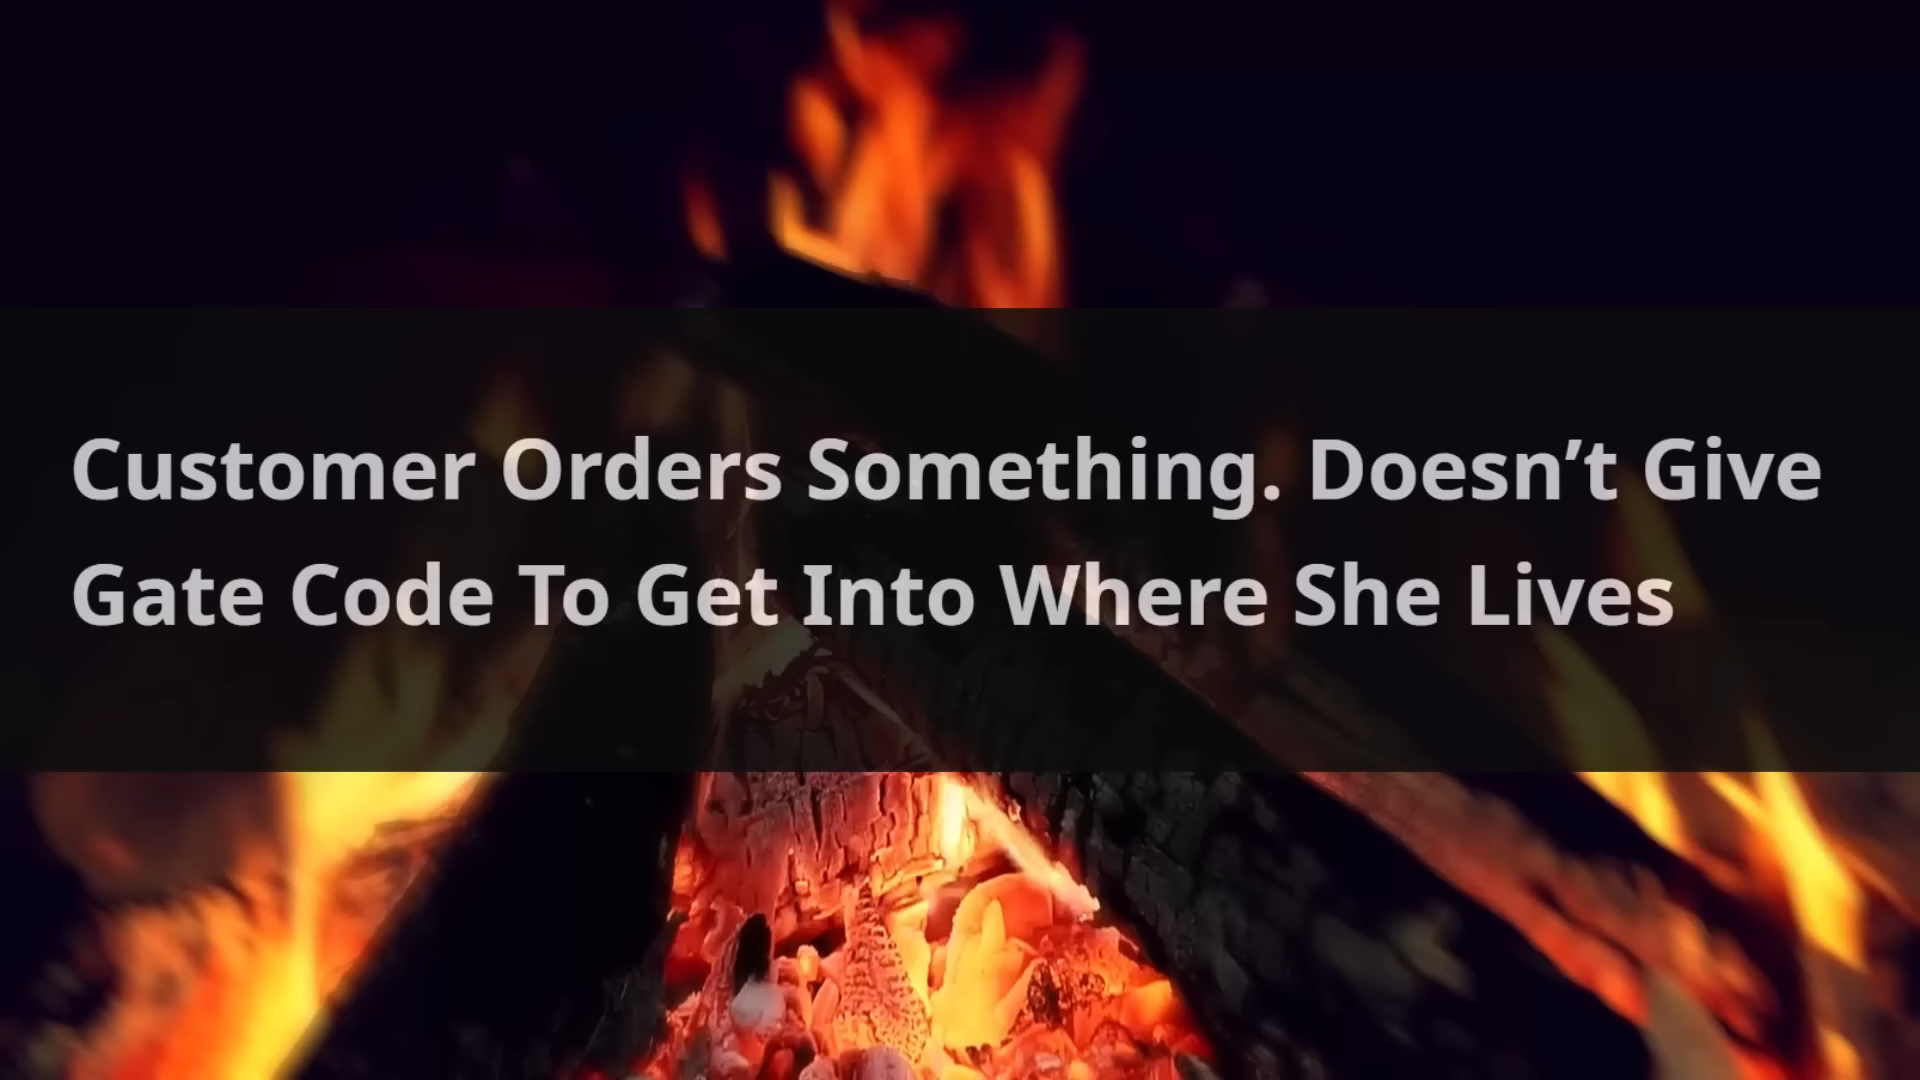 Customer Orders Something. Doesn’t Give
Gate Code To Get Into Where She Lives